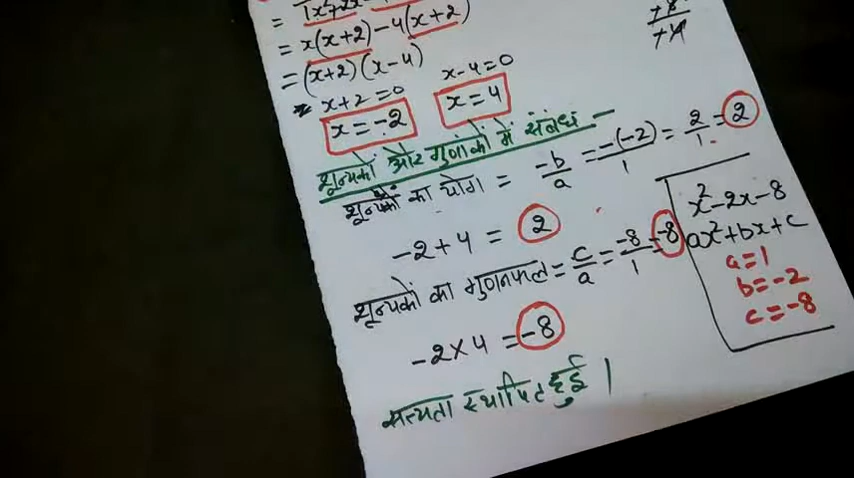 = x(x+2)-4(x+2)
= (x+2)(x-4)
x+2=0 x-4=0
x=-2 x=4
शून्यकों और गुणांकों में संबंध -
शून्यकों का योग = -b/a = -(-2)/1 = 2/1 = 2
-2+4 = 2
शून्यकों का गुणनफल = c/a = -8/1 = -8
-2×4 = -8
सत्यता स्थापित हुई ।
x²-2x-8
ax²+bx+c
a=1
b=-2
c=-8